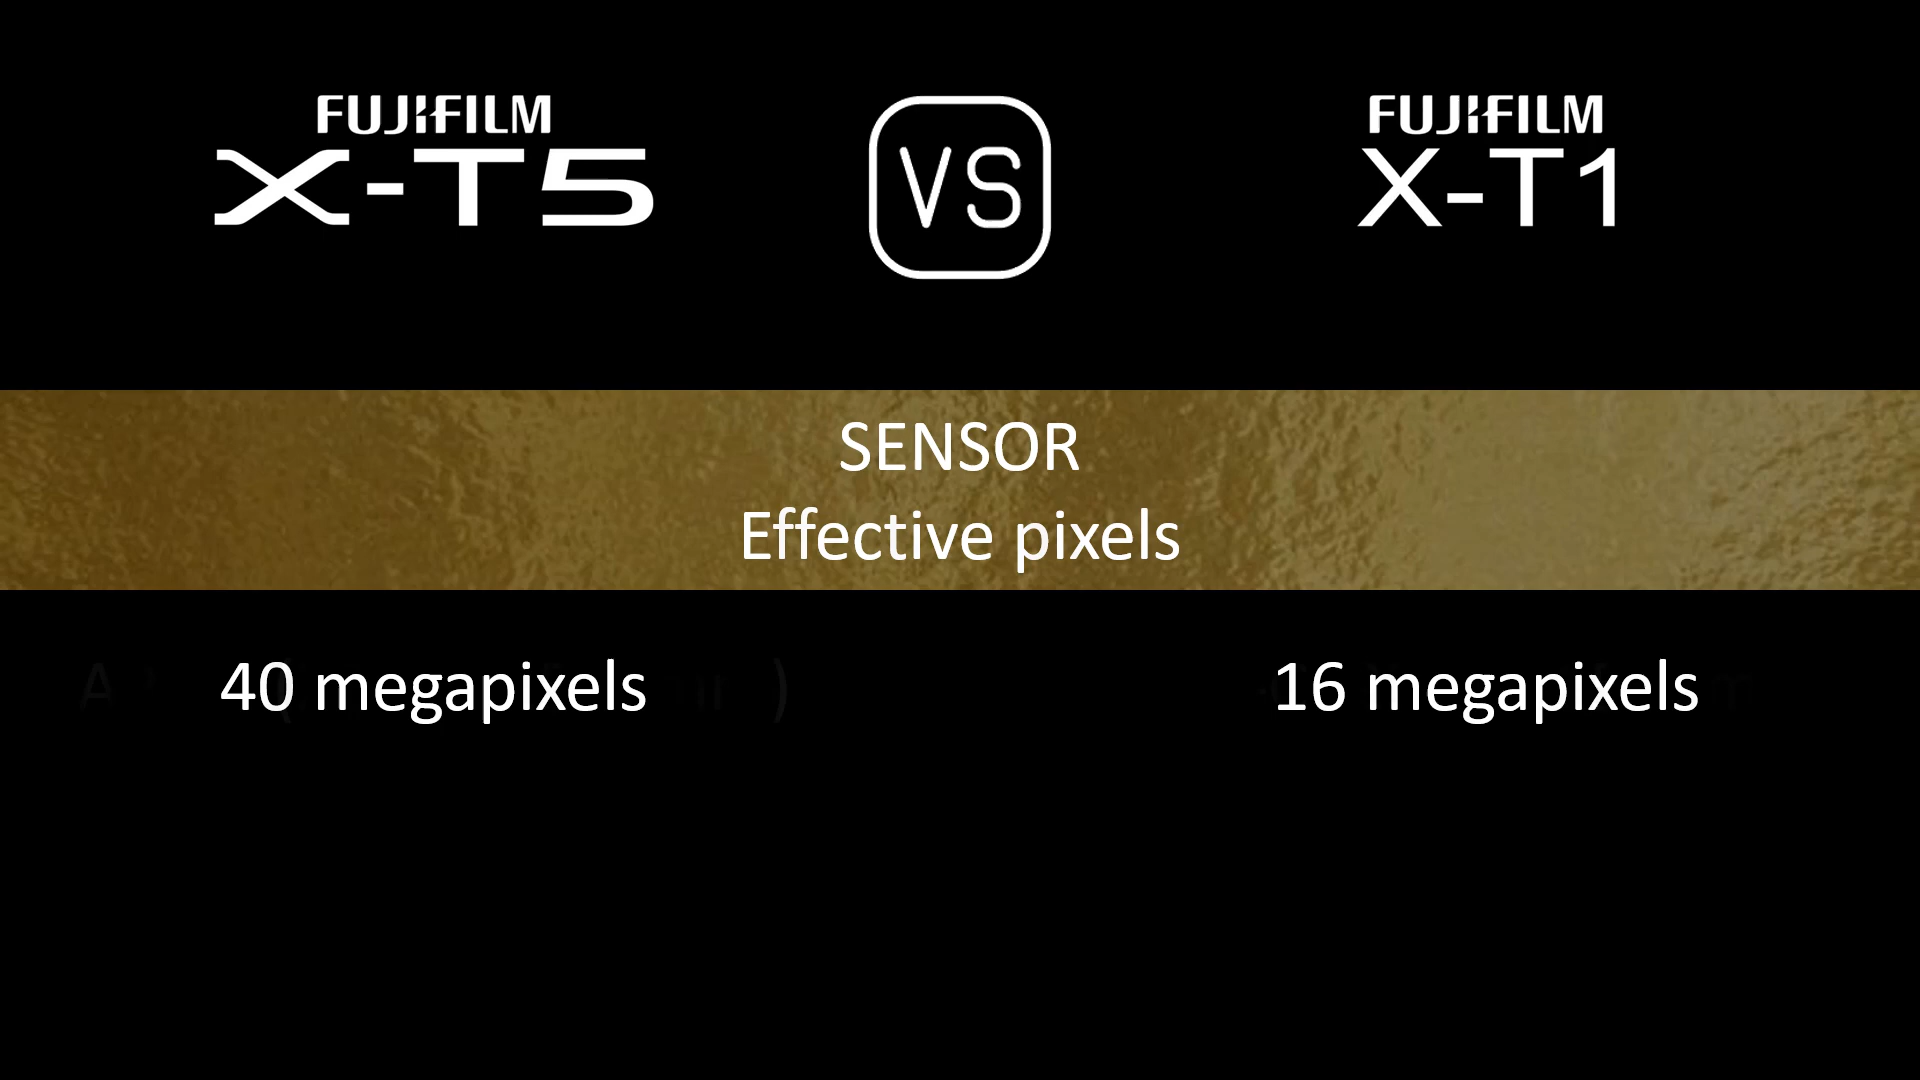 FUJIFILM
X-T5
VS
FUJIFILM
X-T1
SENSOR
Effective pixels
40 megapixels
16 megapixels